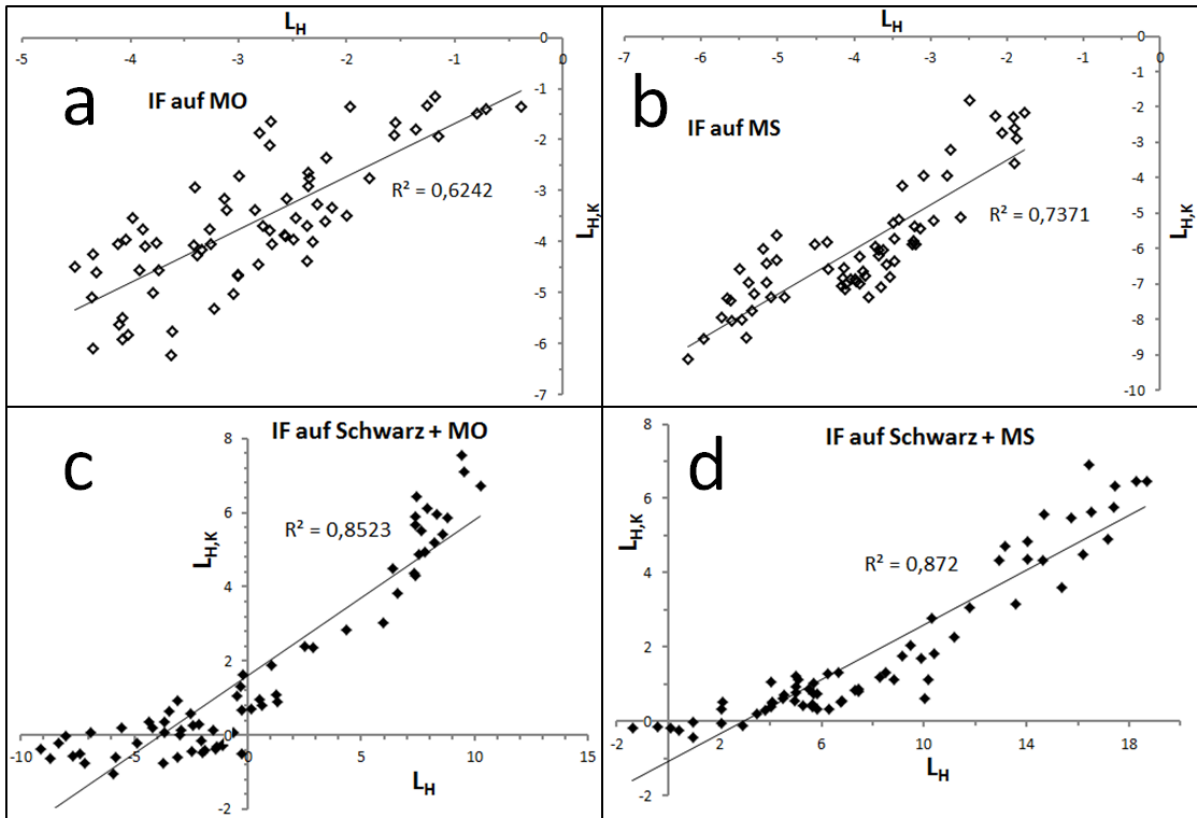 L_H
-5 -4 -3 -2 -1 0
0
-1
-2
-3
-4
-5
-6
-7
L_H,K
a
IF auf MO
R² = 0,6242
L_H
-7 -6 -5 -4 -3 -2 -1 0
0
-1
-2
-3
-4
-5
-6
-7
-8
-9
-10
L_H,K
b
IF auf MS
R² = 0,7371
c
IF auf Schwarz + MO
8
6
4
2
0
-2
L_H,K
R² = 0,8523
-10 -5 0 5 10 15
L_H
d
IF auf Schwarz + MS
8
6
4
2
0
-2
L_H,K
R² = 0,872
-2 2 6 10 14 18
L_H